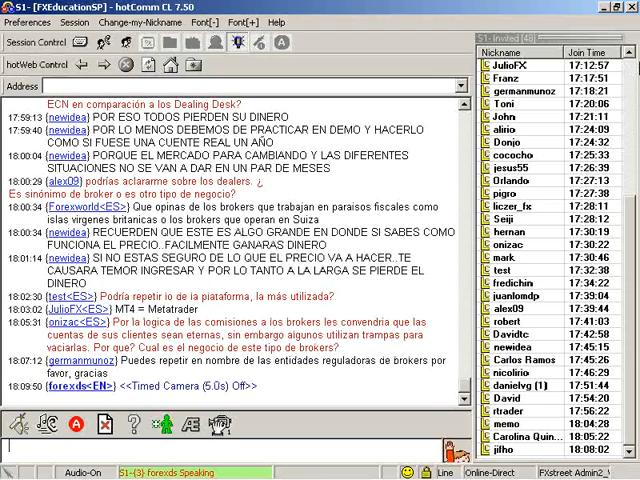 S1- [FXEducationSP] - hotComm CL 7.50
Preferences Session Change-my-Nickname Font[-] Font[+] Help
Session Control
S1- Invited [48]
hotWeb Control
Nickname Join Time
Address
ECN en comparación a los Dealing Desk?
17:59:13 {newidea} POR ESO TODOS PIERDEN SU DINERO
17:59:40 {newidea} POR LO MENOS DEBEMOS DE PRACTICAR EN DEMO Y HACERLO
COMO SI FUESE UNA CUENTE REAL UN AÑO
18:00:04 {newidea} PORQUE EL MERCADO PARA CAMBIANDO Y LAS DIFERENTES
SITUACIONES NO SE VAN A DAR EN UN PAR DE MESES
18:00:29 {alex09} podrías aclararme sobre los dealers. ¿
Es sinónimo de broker o es otro tipo de negocio?
18:00:34 {Forexworld<ES>} Que opinas de los brokers que trabajan en paraisos fiscales como
islas virgenes britanicas o los brokers que operan en Suiza
18:00:34 {newidea} RECUERDEN QUE ESTE ES ALGO GRANDE EN DONDE SI SABES COMO
FUNCIONA EL PRECIO..FACILMENTE GANARAS DINERO
18:01:14 {newidea} SI NO ESTAS SEGURO DE LO QUE EL PRECIO VA A HACER..TE
CAUSARA TEMOR INGRESAR Y POR LO TANTO A LA LARGA SE PIERDE EL
DINERO
18:02:30 {test<ES>} Podría repetir lo de la plataforma, la más utilizada?
18:03:02 {JulioFX<ES>} MT4 = Metatrader
18:05:31 {onizac<ES>} Por la logica de las comisiones a los brokers les convendria que las
cuentas de sus clientes sean eternas, sin embargo algunos utilizan trampas para
vaciarlas. Por que? Cual es el negocio de este tipo de brokers?
18:07:12 {germanmunoz} Puedes repetir en nombre de las entidades reguladoras de brokers por
favor, gracias
18:09:50 {forexds<EN>} <<Timed Camera (5.0s) Off>>
JulioFX 17:12:57
Franz 17:17:51
germanmunoz 17:18:21
Toni 17:20:06
John 17:21:11
alirio 17:24:09
Donjo 17:24:32
cococho 17:25:33
jesus55 17:26:39
Orlando 17:27:13
pigro 17:27:38
liczer_fx 17:28:03
Seiji 17:28:12
hernan 17:30:19
onizac 17:30:21
mark 17:30:46
test 17:32:38
fredichin 17:34:22
juanlomdp 17:39:04
alex09 17:39:44
robert 17:41:03
Davidtc 17:42:58
newidea 17:45:15
Carlos Ramos 17:45:26
nicolirio 17:46:29
danielvg (1) 17:51:44
David 17:54:20
rtrader 17:56:22
memo 18:04:28
Carolina Quin... 18:05:22
jifho 18:08:02
Audio-On S1-{3} forexds Speaking Line Online-Direct FXstreet Admin2_